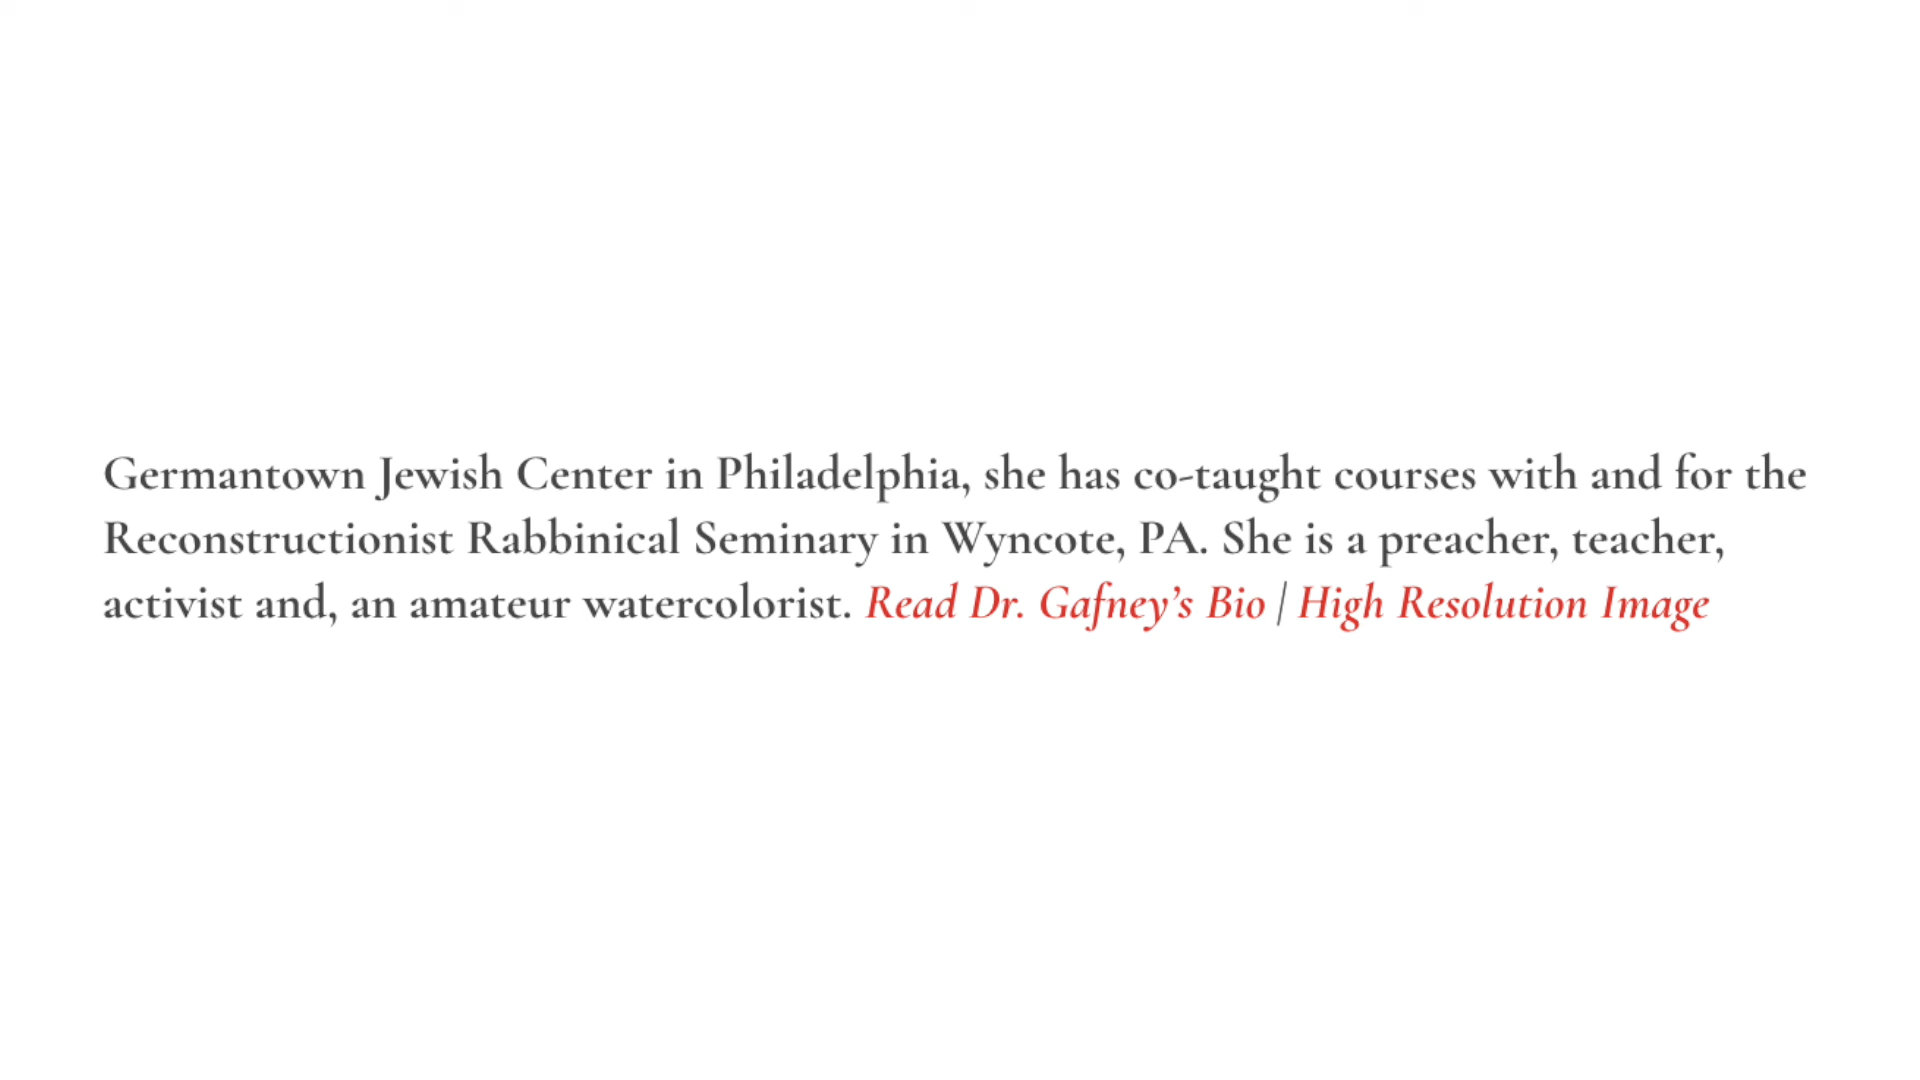 Germantown Jewish Center in Philadelphia, she has co-taught courses with and for the
Reconstructionist Rabbinical Seminary in Wyncote, PA. She is a preacher, teacher,
activist and, an amateur watercolorist. Read Dr. Gafney’s Bio | High Resolution Image